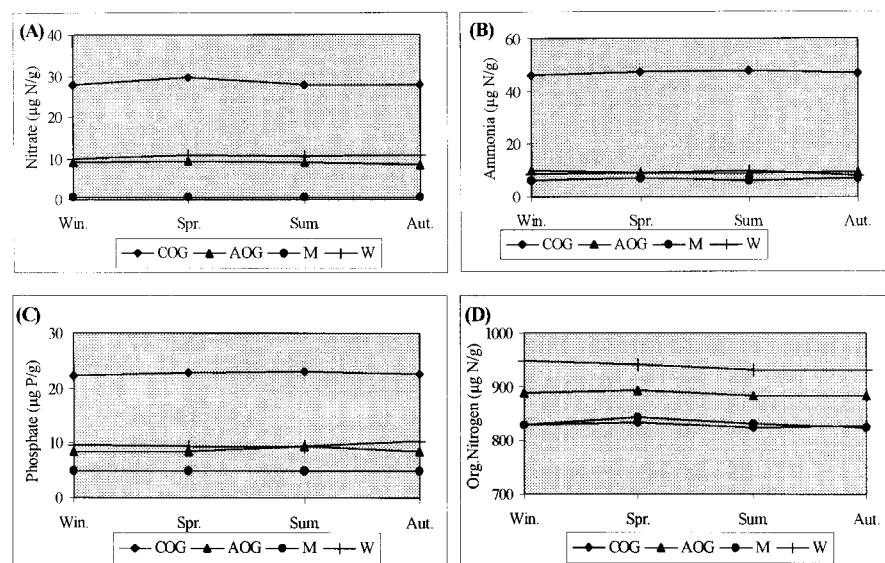 (A)
Nitrate (µg N/g)
40
30
20
10
0
Win. Spr. Sum. Aut.
COG AOG M W
(B)
Ammonia (µg N/g)
60
40
20
0
Win. Spr. Sum. Aut.
COG AOG M W
(C)
Phosphate (µg P/g)
30
20
10
0
Win. Spr. Sum Aut.
COG AOG M W
(D)
Org.Nitrogen (µg N/g)
1000
900
800
700
Win. Spr. Sum. Aut.
COG AOG M W